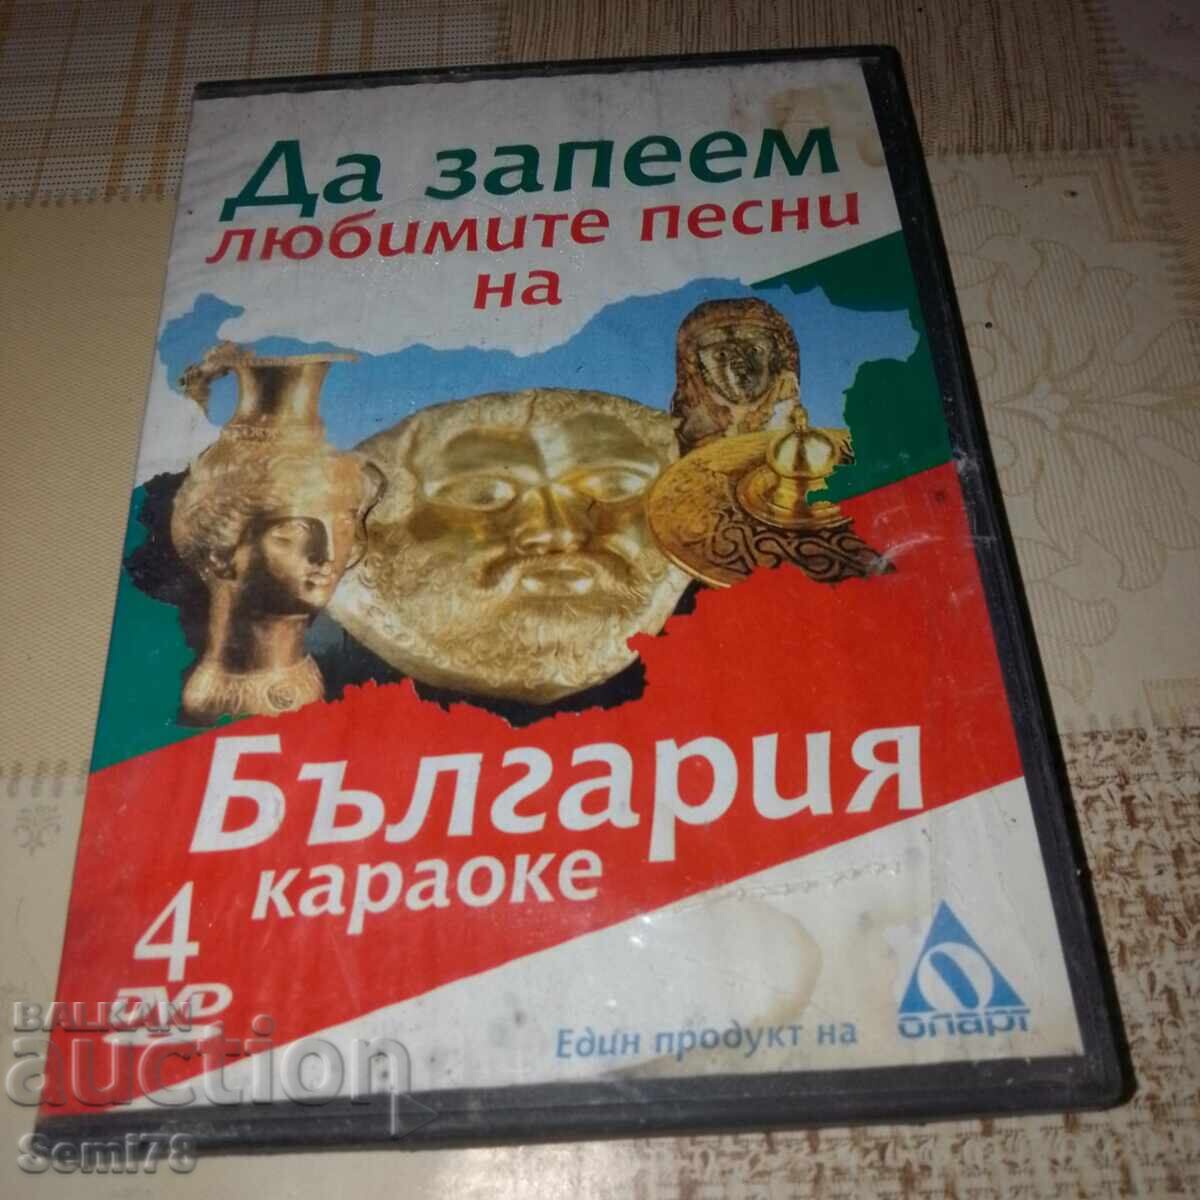 Да запеем
любимите песни
на
България
караоке
4
DVD
Един продукт на
опарт
BALKAN
auction
Semi78